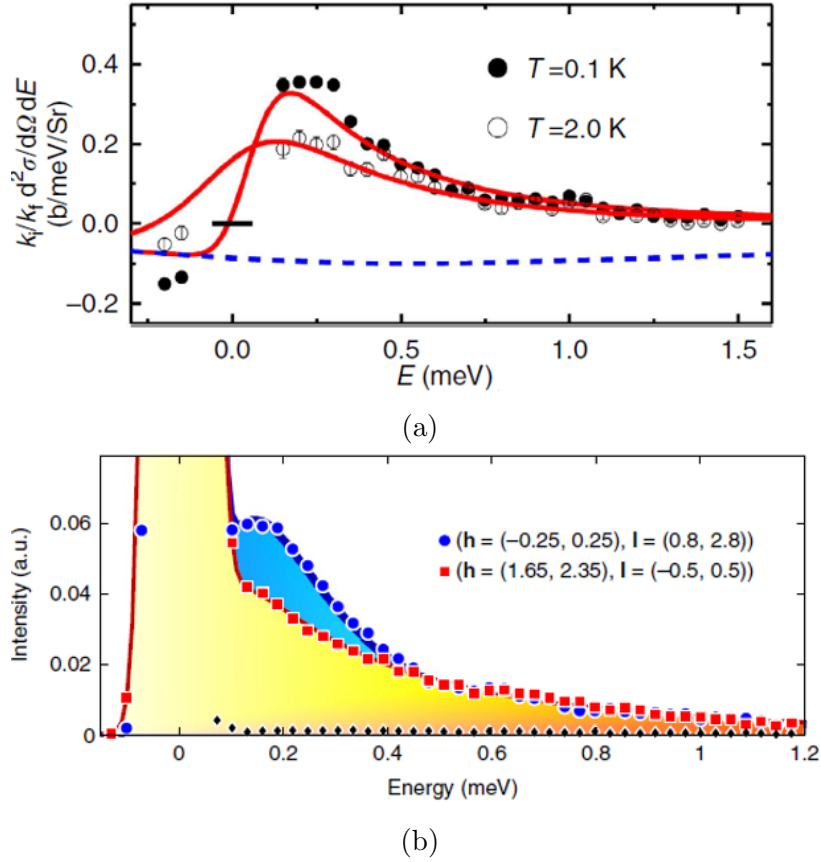 0.4
0.2
0.0
−0.2
k_i/k_f d²σ/dΩdE
(b/meV/Sr)
T=0.1 K
T=2.0 K
0.0 0.5 1.0 1.5
E (meV)
(a)
0.06
0.04
0.02
0
Intensity (a.u.)
(h = (−0.25, 0.25), l = (0.8, 2.8))
(h = (1.65, 2.35), l = (−0.5, 0.5))
0 0.2 0.4 0.6 0.8 1 1.2
Energy (meV)
(b)